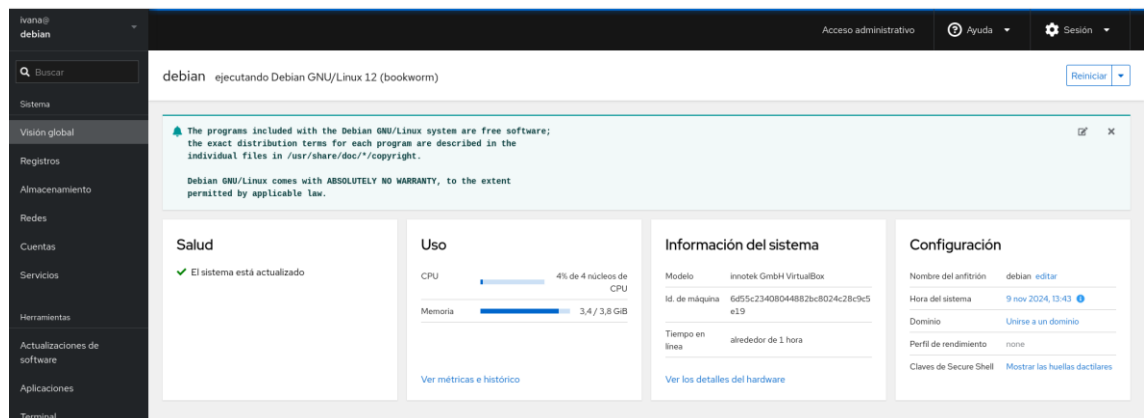 ivana@
debian
Acceso administrativo
Ayuda
Sesión
Buscar
debian ejecutando Debian GNU/Linux 12 (bookworm)
Reiniciar
Sistema
Visión global
Registros
Almacenamiento
Redes
Cuentas
Servicios
Herramientas
Actualizaciones de
software
Aplicaciones
Terminal
The programs included with the Debian GNU/Linux system are free software;
the exact distribution terms for each program are described in the
individual files in /usr/share/doc/*/copyright.
Debian GNU/Linux comes with ABSOLUTELY NO WARRANTY, to the extent
permitted by applicable law.
Salud
El sistema está actualizado
Uso
CPU 4% de 4 núcleos de
CPU
Memoria 3,4 / 3,8 GiB
Ver métricas e histórico
Información del sistema
Modelo innotek GmbH VirtualBox
Id. de máquina 6d55c23408044882bc8024c28c9c5
e19
Tiempo en
línea alrededor de 1 hora
Ver los detalles del hardware
Configuración
Nombre del anfitrión debian editar
Hora del sistema 9 nov 2024, 13:43
Dominio Unirse a un dominio
Perfil de rendimiento none
Claves de Secure Shell Mostrar las huellas dactilares